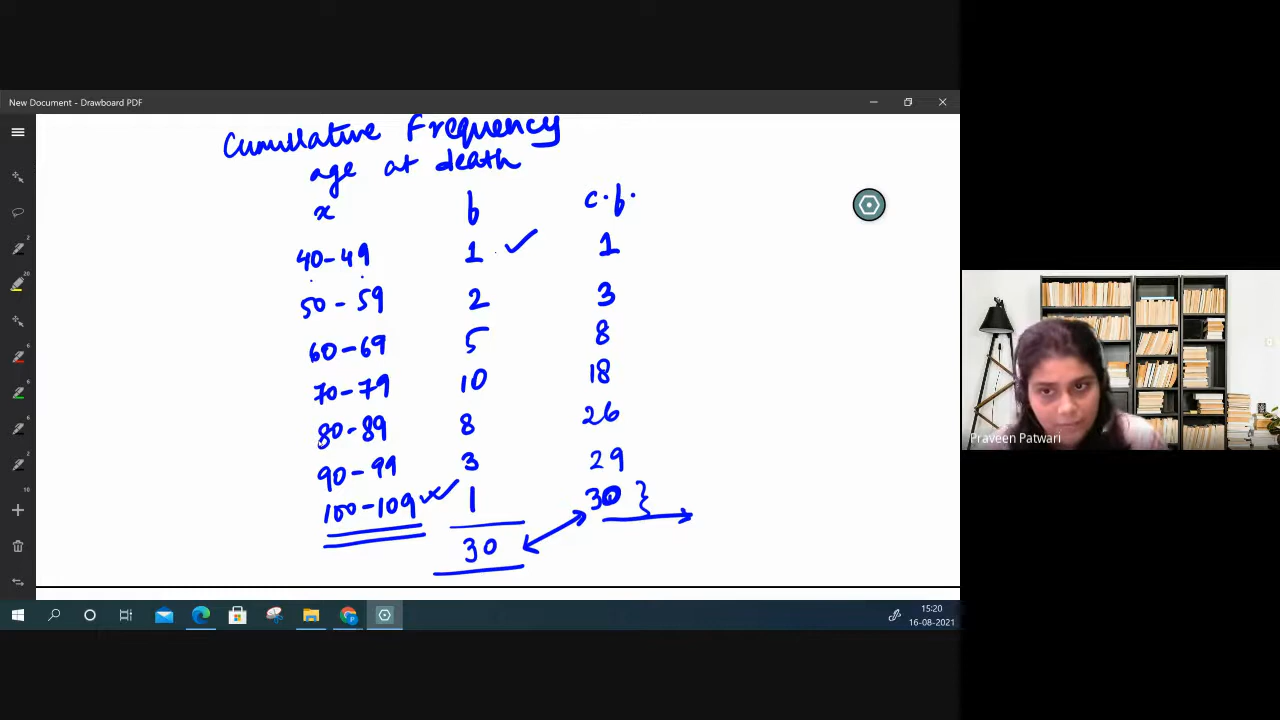 New Document - Drawboard PDF
Cumullative Frequency
age at death
x f c.f.
40-49 1 1
50-59 2 3
60-69 5 8
70-79 10 18
80-89 8 26
90-99 3 29
100-109 1 30
30
Praveen Patwari
15:20
16-08-2021